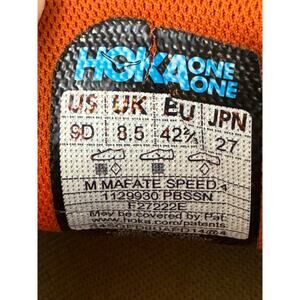 HOKA ONE ONE
US UK EU JPN
9D 8.5 42⅔ 27
M MAFATE SPEED 4
1129930 PBSSN
F27222E
May be covered by Pat.
www.hoka.com/patents